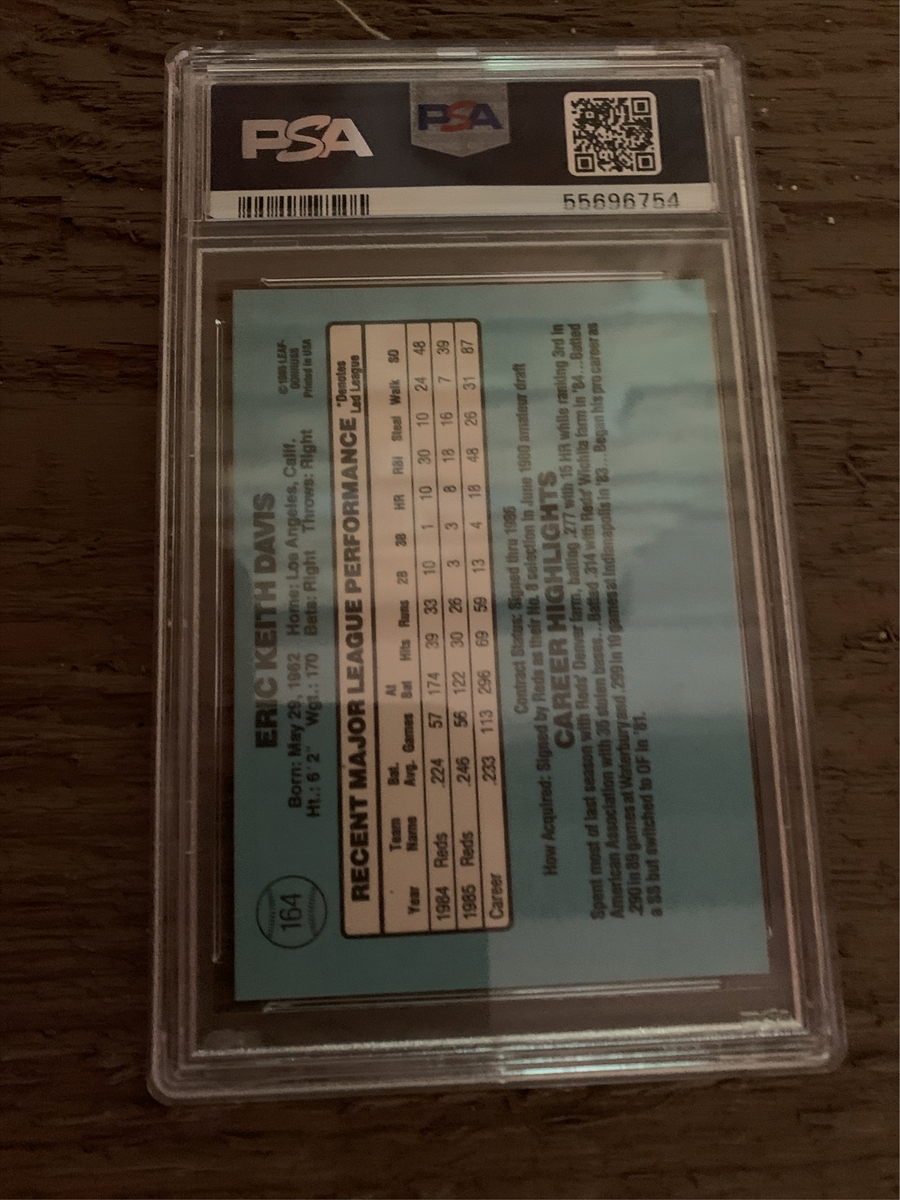 PSA
PSA
55696754
164
ERIC KEITH DAVIS
© 1985 LEAF-
DONRUSS
Printed in USA
Born: May 29, 1962 Home: Los Angeles, Calif.
Ht.: 6'2" Wgt.: 170 Bats: Right Throws: Right
RECENT MAJOR LEAGUE PERFORMANCE *Denotes
Led League
Year Team Name Bat. Avg. Games At Bat Hits Runs 2B 3B HR RBI Steal Walk SO
1984 Reds .224 57 174 39 33 10 1 10 30 10 24 48
1985 Reds .246 56 122 30 26 3 3 8 18 16 7 39
Career .233 113 296 69 59 13 4 18 48 26 31 87
Contract Status: Signed thru 1986
How Acquired: Signed by Reds as their No. 8 selection in June 1980 amateur draft
CAREER HIGHLIGHTS
Spent most of last season with Reds' Denver farm, batting .277 with 15 HR while ranking 3rd in
American Association with 35 stolen bases...Batted .314 with Reds' Wichita farm in '84...Batted
.290 in 89 games at Waterbury and .299 in 19 games at Indianapolis in '83...Began his pro career as
a SS but switched to OF in '81.